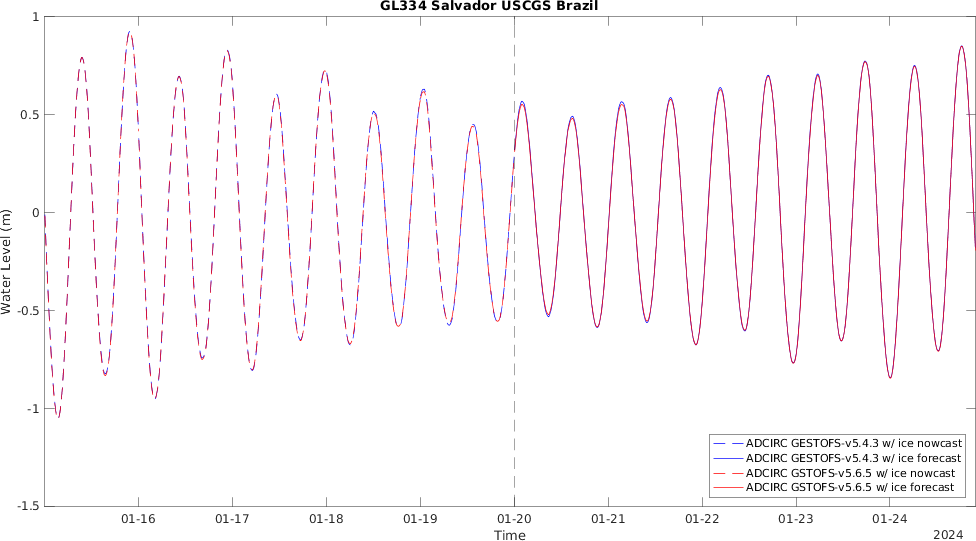 GL334 Salvador USCGS Brazil
1
0.5
0
-0.5
-1
-1.5
Water Level (m)
01-16 01-17 01-18 01-19 01-20 01-21 01-22 01-23 01-24
Time
2024
ADCIRC GESTOFS-v5.4.3 w/ ice nowcast
ADCIRC GESTOFS-v5.4.3 w/ ice forecast
ADCIRC GSTOFS-v5.6.5 w/ ice nowcast
ADCIRC GSTOFS-v5.6.5 w/ ice forecast